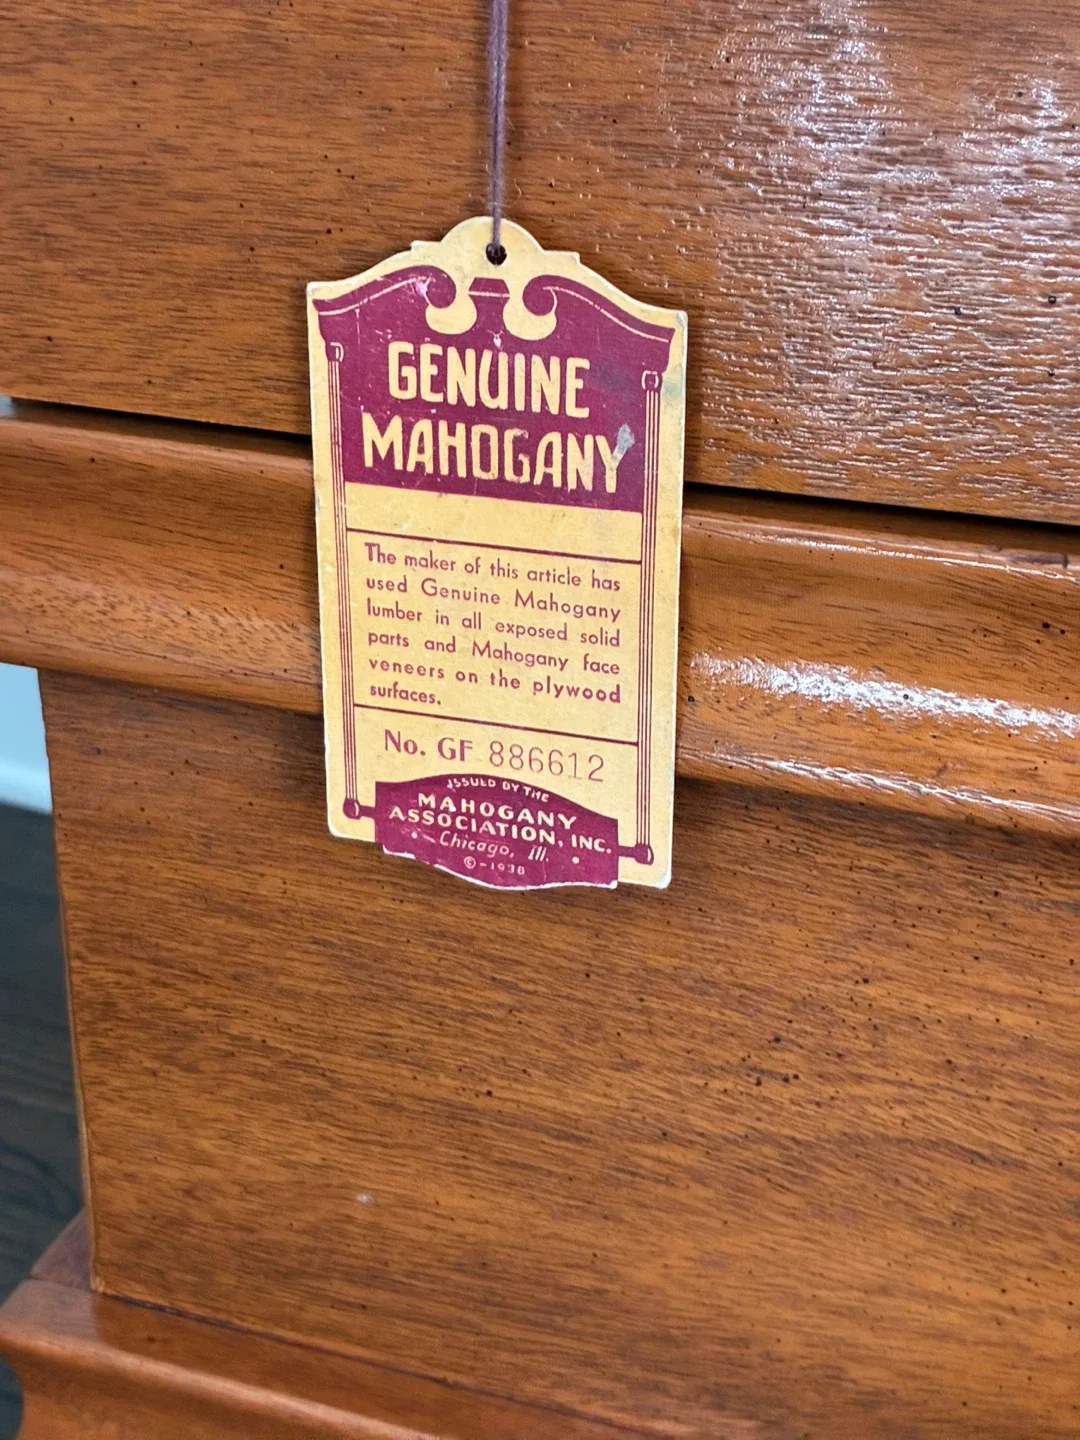 GENUINE
MAHOGANY
The maker of this article has
used Genuine Mahogany
lumber in all exposed solid
parts and Mahogany face
veneers on the plywood
surfaces.
No. GF 886612
ISSUED BY THE
MAHOGANY
ASSOCIATION, INC.
Chicago, Ill.
©-1938